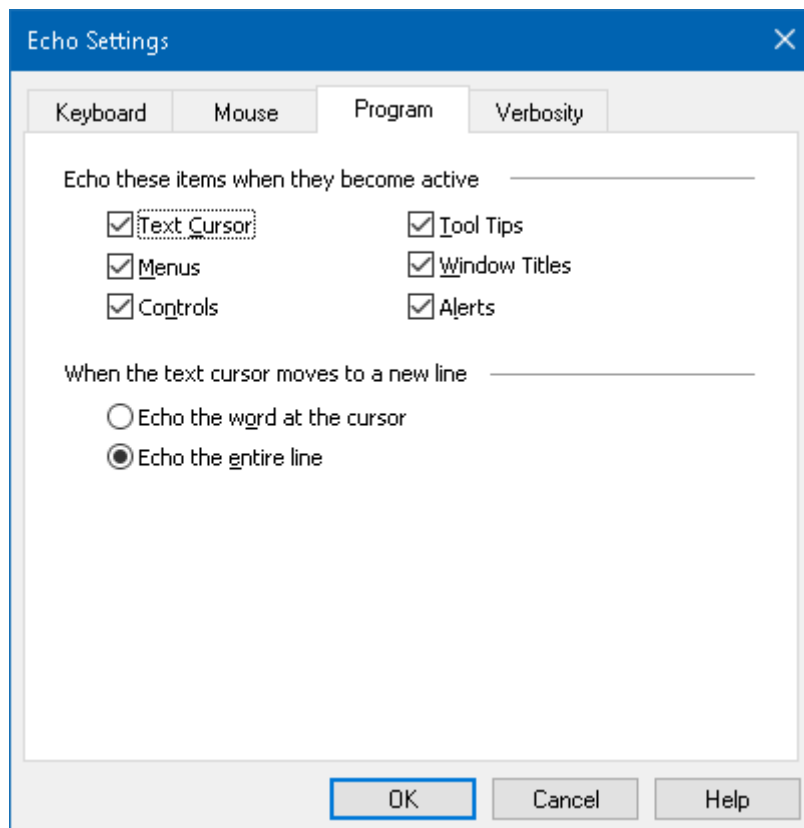 Echo Settings
Keyboard Mouse Program Verbosity
Echo these items when they become active
Text Cursor Tool Tips
Menus Window Titles
Controls Alerts
When the text cursor moves to a new line
Echo the word at the cursor
Echo the entire line
OK Cancel Help